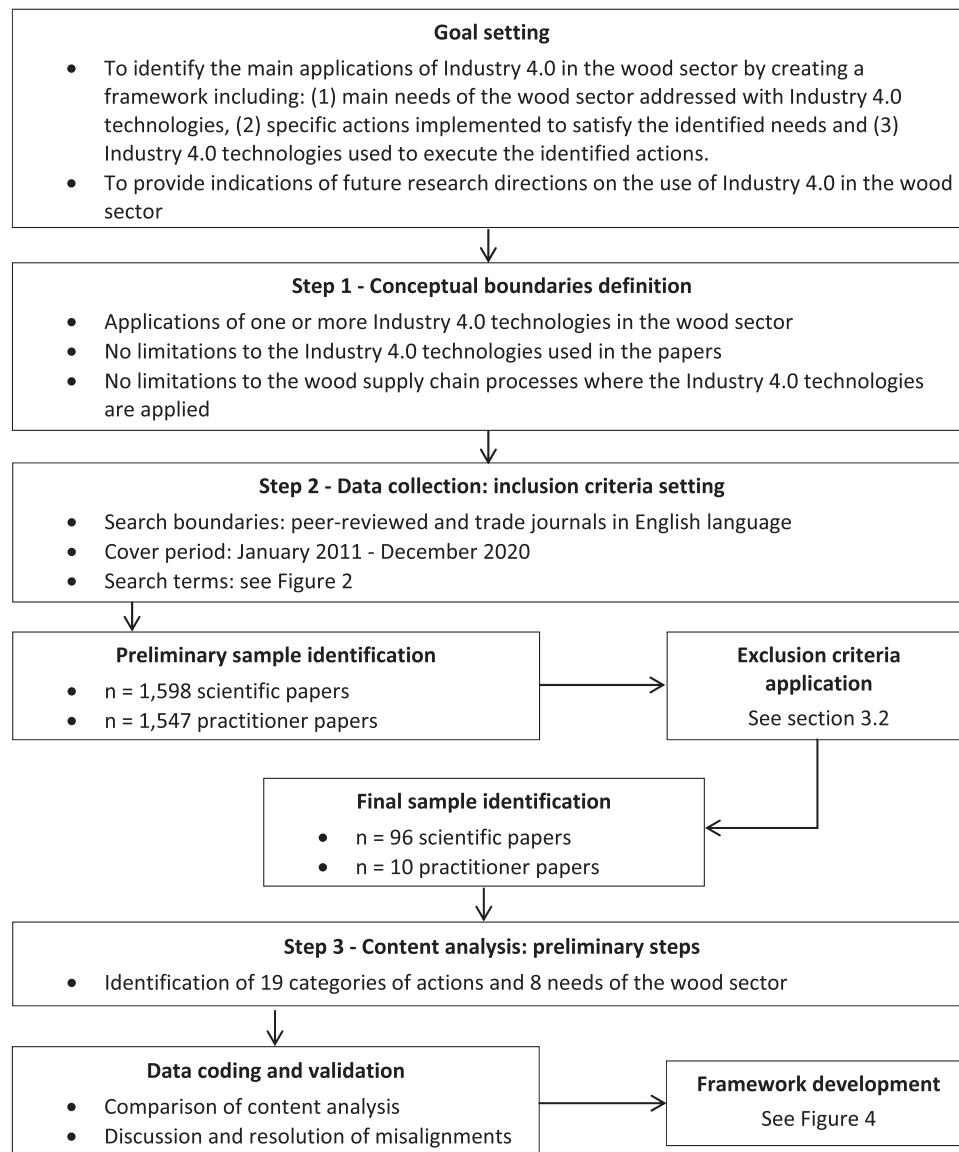 Goal setting
• To identify the main applications of Industry 4.0 in the wood sector by creating a
framework including: (1) main needs of the wood sector addressed with Industry 4.0
technologies, (2) specific actions implemented to satisfy the identified needs and (3)
Industry 4.0 technologies used to execute the identified actions.
• To provide indications of future research directions on the use of Industry 4.0 in the wood
sector
Step 1 - Conceptual boundaries definition
• Applications of one or more Industry 4.0 technologies in the wood sector
• No limitations to the Industry 4.0 technologies used in the papers
• No limitations to the wood supply chain processes where the Industry 4.0 technologies
are applied
Step 2 - Data collection: inclusion criteria setting
• Search boundaries: peer-reviewed and trade journals in English language
• Cover period: January 2011 - December 2020
• Search terms: see Figure 2
Preliminary sample identification
• n = 1,598 scientific papers
• n = 1,547 practitioner papers
Exclusion criteria
application
See section 3.2
Final sample identification
• n = 96 scientific papers
• n = 10 practitioner papers
Step 3 - Content analysis: preliminary steps
• Identification of 19 categories of actions and 8 needs of the wood sector
Data coding and validation
• Comparison of content analysis
• Discussion and resolution of misalignments
Framework development
See Figure 4